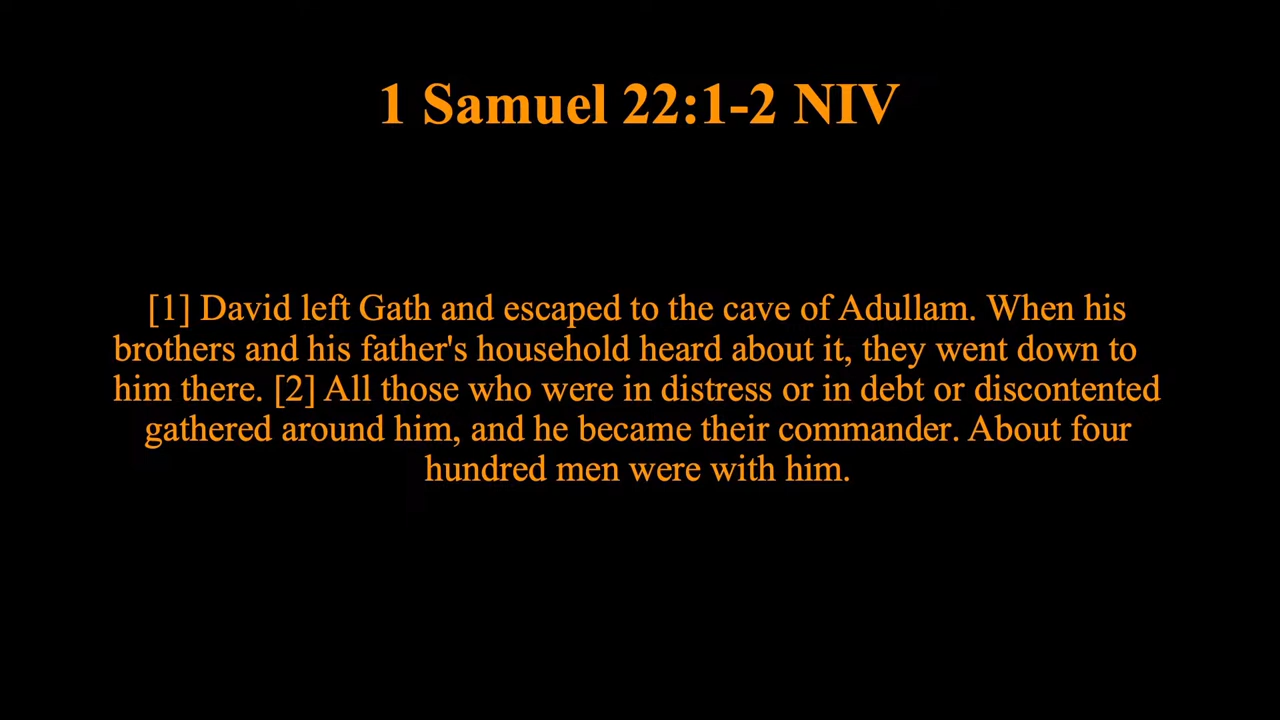 1 Samuel 22:1-2 NIV
[1] David left Gath and escaped to the cave of Adullam. When his
brothers and his father's household heard about it, they went down to
him there. [2] All those who were in distress or in debt or discontented
gathered around him, and he became their commander. About four
hundred men were with him.